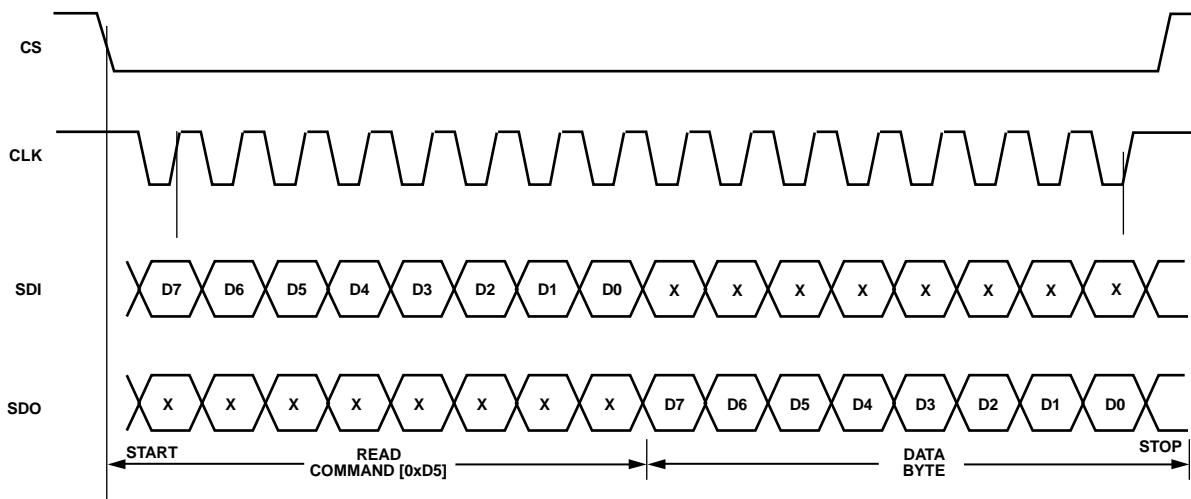 CS
CLK
SDI D7 D6 D5 D4 D3 D2 D1 D0 X X X X X X X X
SDO X X X X X X X X D7 D6 D5 D4 D3 D2 D1 D0
START READ DATA STOP
COMMAND [0xD5] BYTE